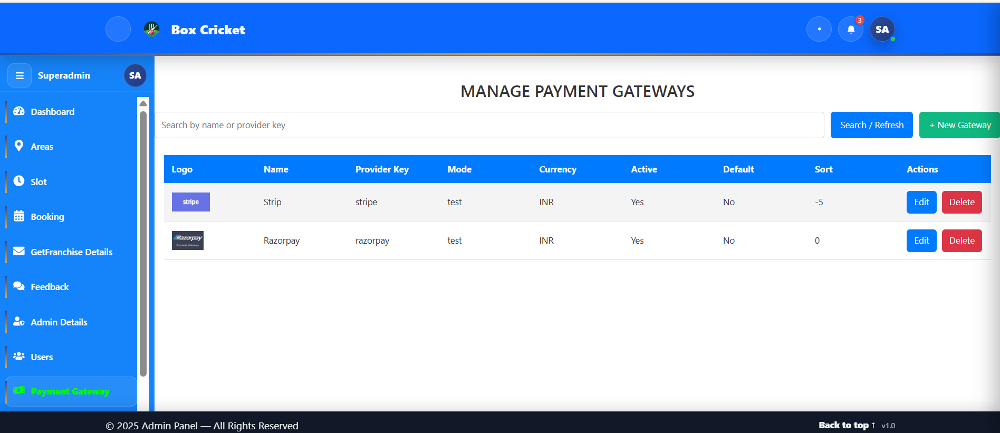 Box Cricket
3
SA
Superadmin
SA
Dashboard
Areas
Slot
Booking
GetFranchise Details
Feedback
Admin Details
Users
Payment Gateway
MANAGE PAYMENT GATEWAYS
Search by name or provider key
Search / Refresh
+ New Gateway
Logo Name Provider Key Mode Currency Active Default Sort Actions
stripe Strip stripe test INR Yes No -5 Edit Delete
Razorpay
Payment Gateway
Razorpay razorpay test INR Yes No 0 Edit Delete
© 2025 Admin Panel — All Rights Reserved
Back to top ↑ v1.0